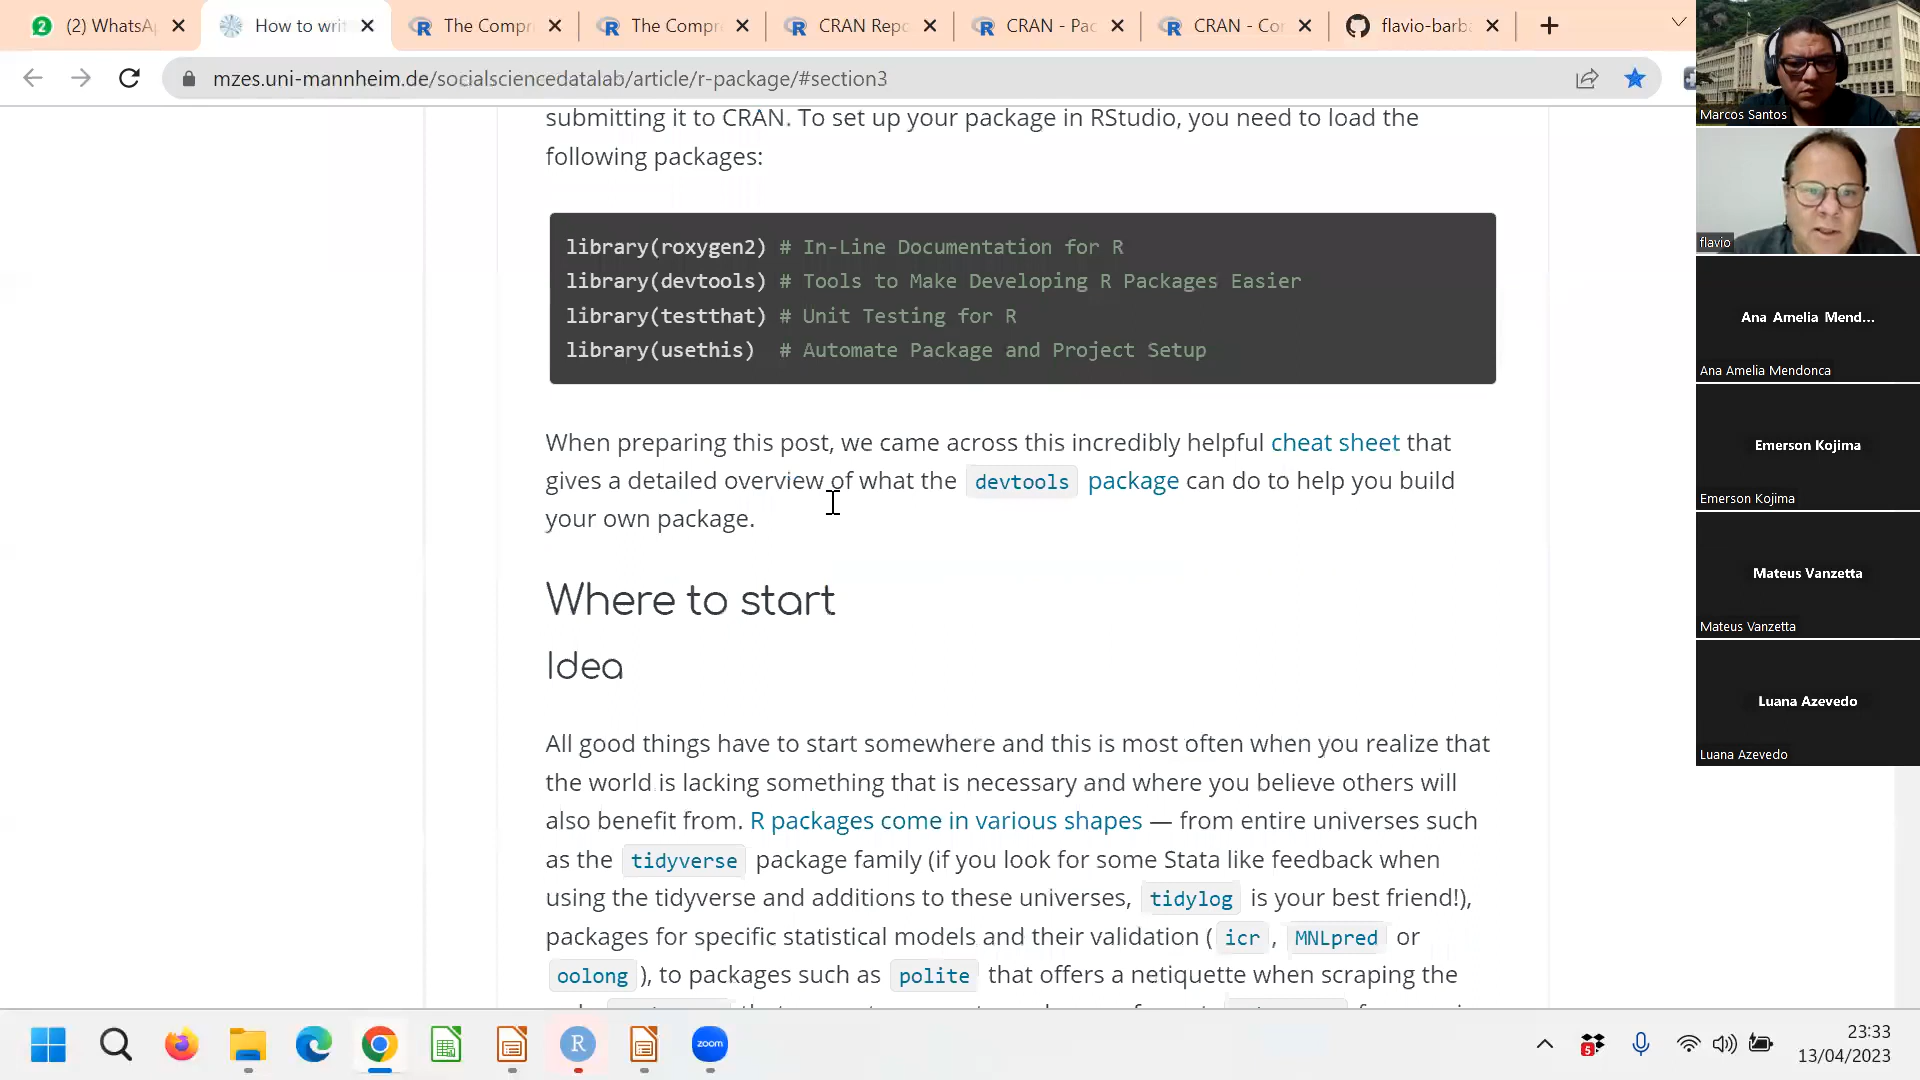 (2) WhatsA
How to writ
The Compr
The Compr
CRAN Repo
CRAN - Pac
CRAN - Cor
flavio-barba
mzes.uni-mannheim.de/socialsciencedatalab/article/r-package/#section3
submitting it to CRAN. To set up your package in RStudio, you need to load the
following packages:
library(roxygen2) # In-Line Documentation for R
library(devtools) # Tools to Make Developing R Packages Easier
library(testthat) # Unit Testing for R
library(usethis)  # Automate Package and Project Setup
When preparing this post, we came across this incredibly helpful cheat sheet that
gives a detailed overview of what the devtools package can do to help you build
your own package.
Where to start
Idea
All good things have to start somewhere and this is most often when you realize that
the world is lacking something that is necessary and where you believe others will
also benefit from. R packages come in various shapes — from entire universes such
as the tidyverse package family (if you look for some Stata like feedback when
using the tidyverse and additions to these universes, tidylog is your best friend!),
packages for specific statistical models and their validation ( icr , MNLpred or
oolong ), to packages such as polite that offers a netiquette when scraping the
Marcos Santos
flavio
Ana Amelia Mend...
Ana Amelia Mendonca
Emerson Kojima
Emerson Kojima
Mateus Vanzetta
Mateus Vanzetta
Luana Azevedo
Luana Azevedo
2
R
zoom
5
23:33
13/04/2023